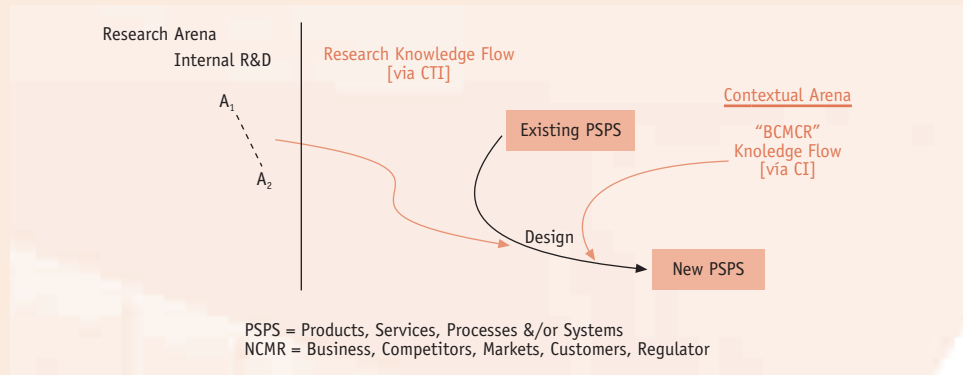 Research Arena
Internal R&D
A1
A2
Research Knowledge Flow
[via CTI]
Existing PSPS
Contextual Arena
“BCMCR”
Knoledge Flow
[vía CI]
Design
New PSPS
PSPS = Products, Services, Processes &/or Systems
NCMR = Business, Competitors, Markets, Customers, Regulator